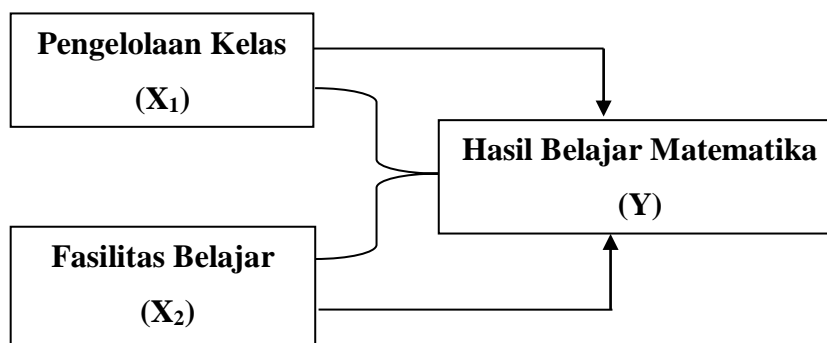 Pengelolaan Kelas
(X₁)
Hasil Belajar Matematika
(Y)
Fasilitas Belajar
(X₂)